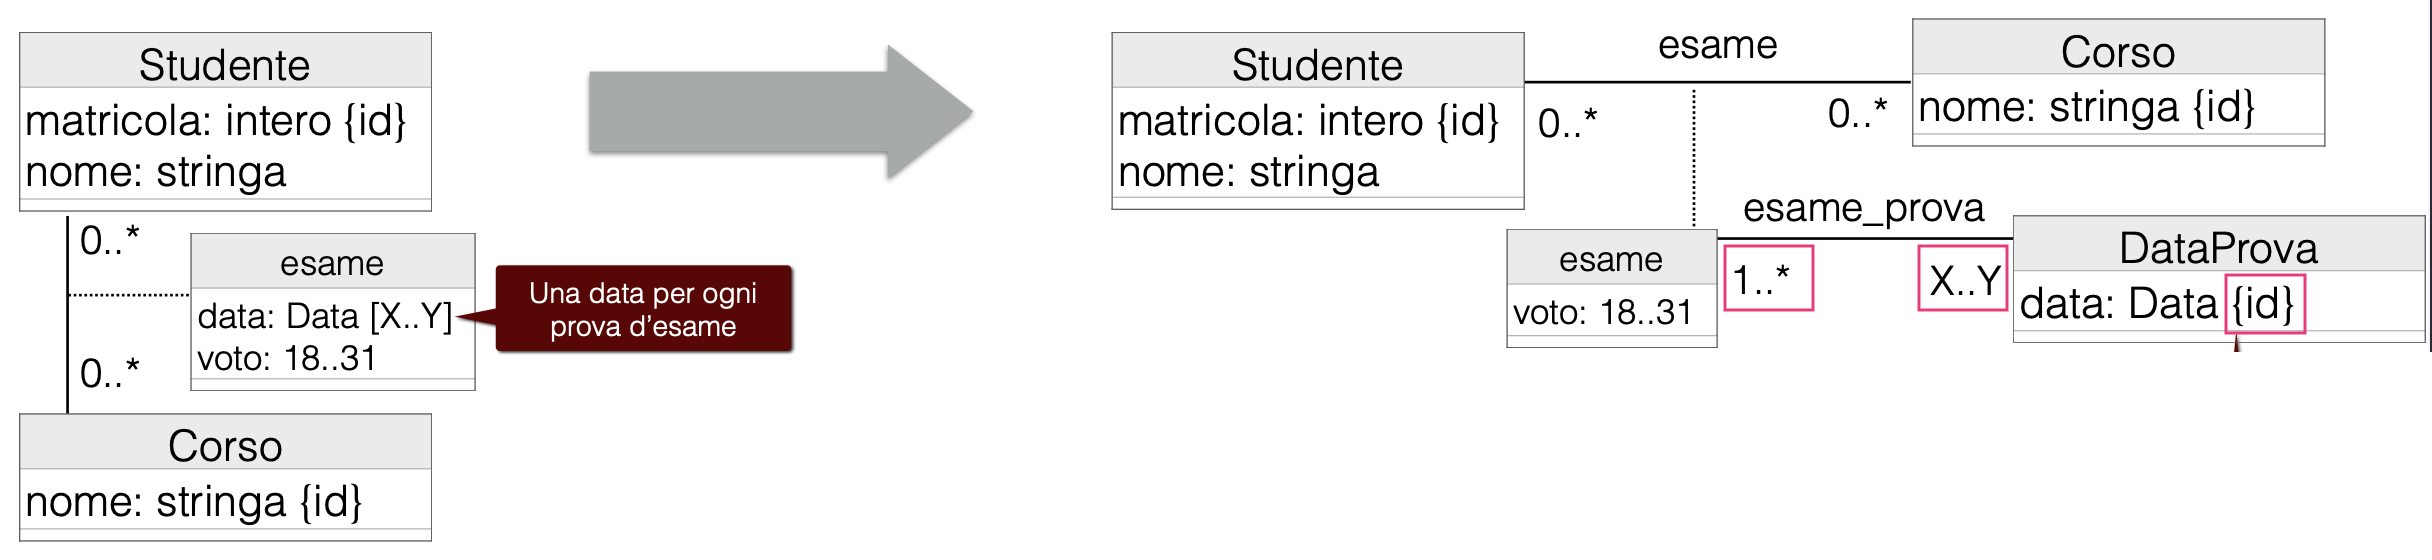 Studente
matricola: intero {id}
nome: stringa
0..*
esame
data: Data [X..Y]
voto: 18..31
Una data per ogni
prova d'esame
0..*
Corso
nome: stringa {id}
Studente
matricola: intero {id}
nome: stringa
esame
0..*
0..*
Corso
nome: stringa {id}
esame_prova
esame
voto: 18..31
1..*
X..Y
DataProva
data: Data {id}